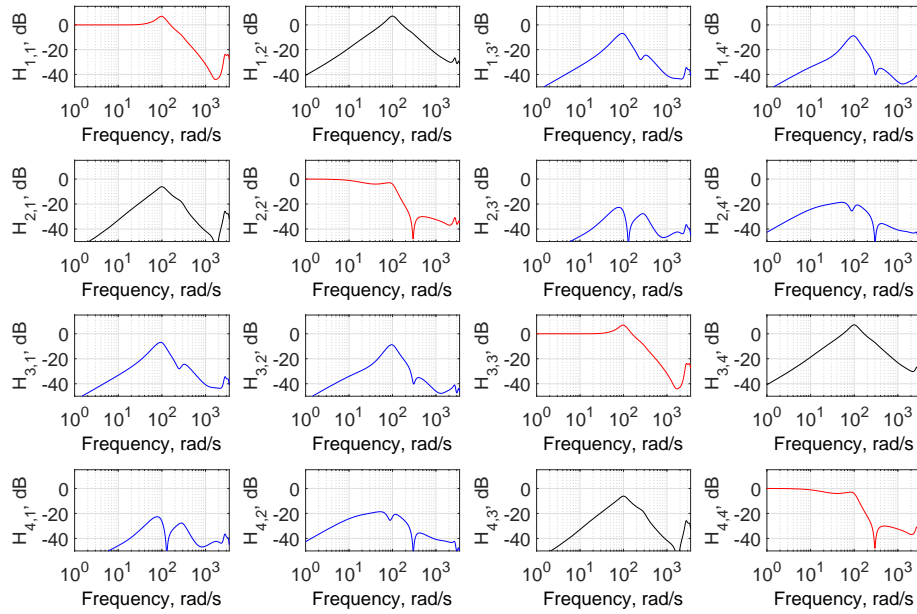 H1,1, dB
0
-20
-40
10^0 10^1 10^2 10^3
Frequency, rad/s
H1,2, dB
0
-20
-40
10^0 10^1 10^2 10^3
Frequency, rad/s
H1,3, dB
0
-20
-40
10^0 10^1 10^2 10^3
Frequency, rad/s
H1,4, dB
0
-20
-40
10^0 10^1 10^2 10^3
Frequency, rad/s
H2,1, dB
0
-20
-40
10^0 10^1 10^2 10^3
Frequency, rad/s
H2,2, dB
0
-20
-40
10^0 10^1 10^2 10^3
Frequency, rad/s
H2,3, dB
0
-20
-40
10^0 10^1 10^2 10^3
Frequency, rad/s
H2,4, dB
0
-20
-40
10^0 10^1 10^2 10^3
Frequency, rad/s
H3,1, dB
0
-20
-40
10^0 10^1 10^2 10^3
Frequency, rad/s
H3,2, dB
0
-20
-40
10^0 10^1 10^2 10^3
Frequency, rad/s
H3,3, dB
0
-20
-40
10^0 10^1 10^2 10^3
Frequency, rad/s
H3,4, dB
0
-20
-40
10^0 10^1 10^2 10^3
Frequency, rad/s
H4,1, dB
0
-20
-40
10^0 10^1 10^2 10^3
Frequency, rad/s
H4,2, dB
0
-20
-40
10^0 10^1 10^2 10^3
Frequency, rad/s
H4,3, dB
0
-20
-40
10^0 10^1 10^2 10^3
Frequency, rad/s
H4,4, dB
0
-20
-40
10^0 10^1 10^2 10^3
Frequency, rad/s